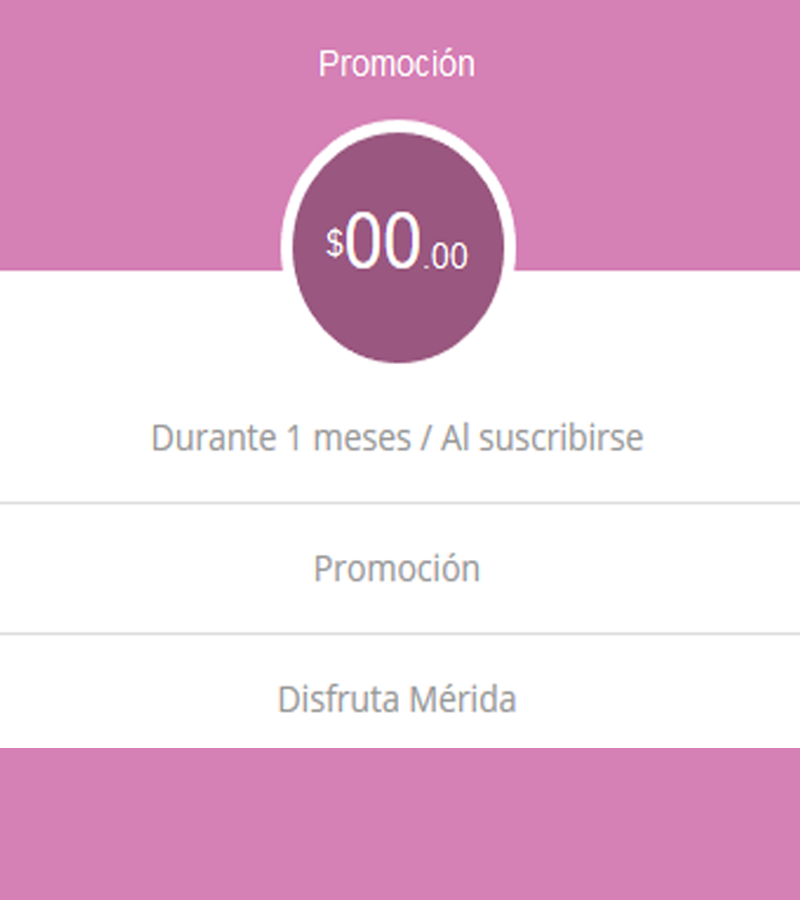 Promoción
$00.00
Durante 1 meses / Al suscribirse
Promoción
Disfruta Mérida